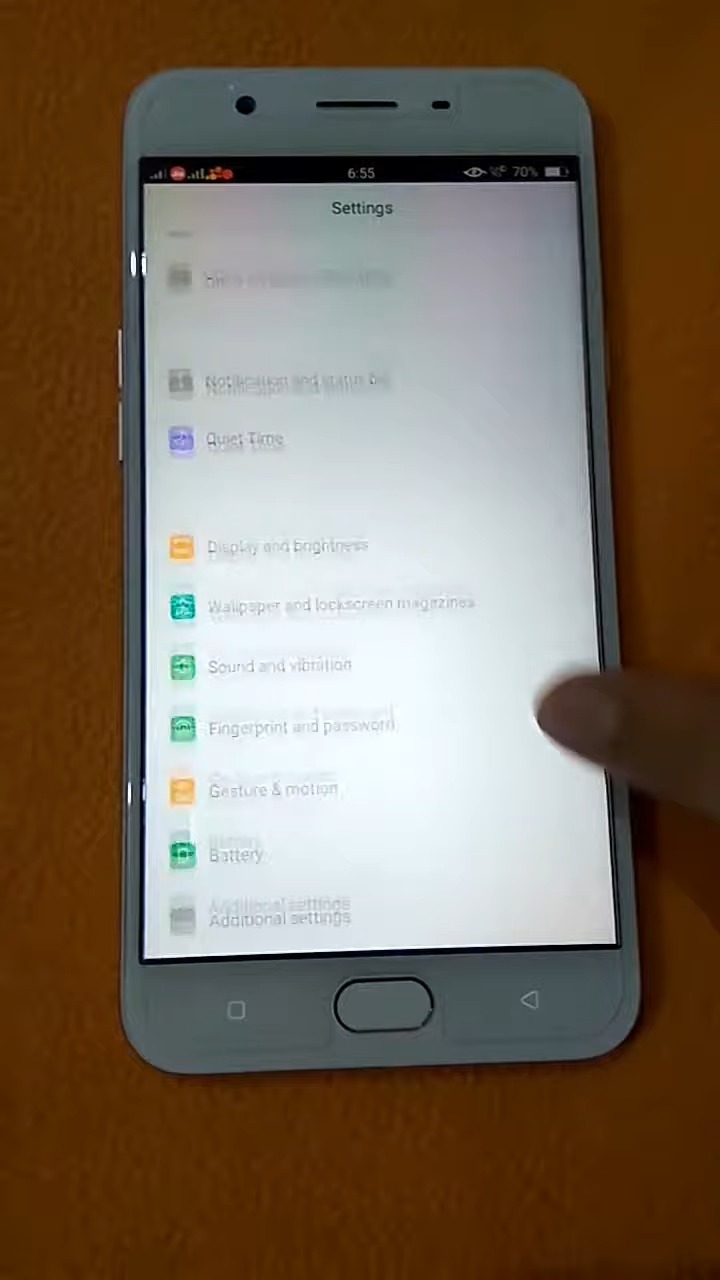 6:55
70%
Settings
Notification and status ba
Quiet Time
Display and brightness
Wallpaper and lockscreen magazines
Sound and vibration
Fingerprint and password
Gesture & motion
Battery
Additional settings